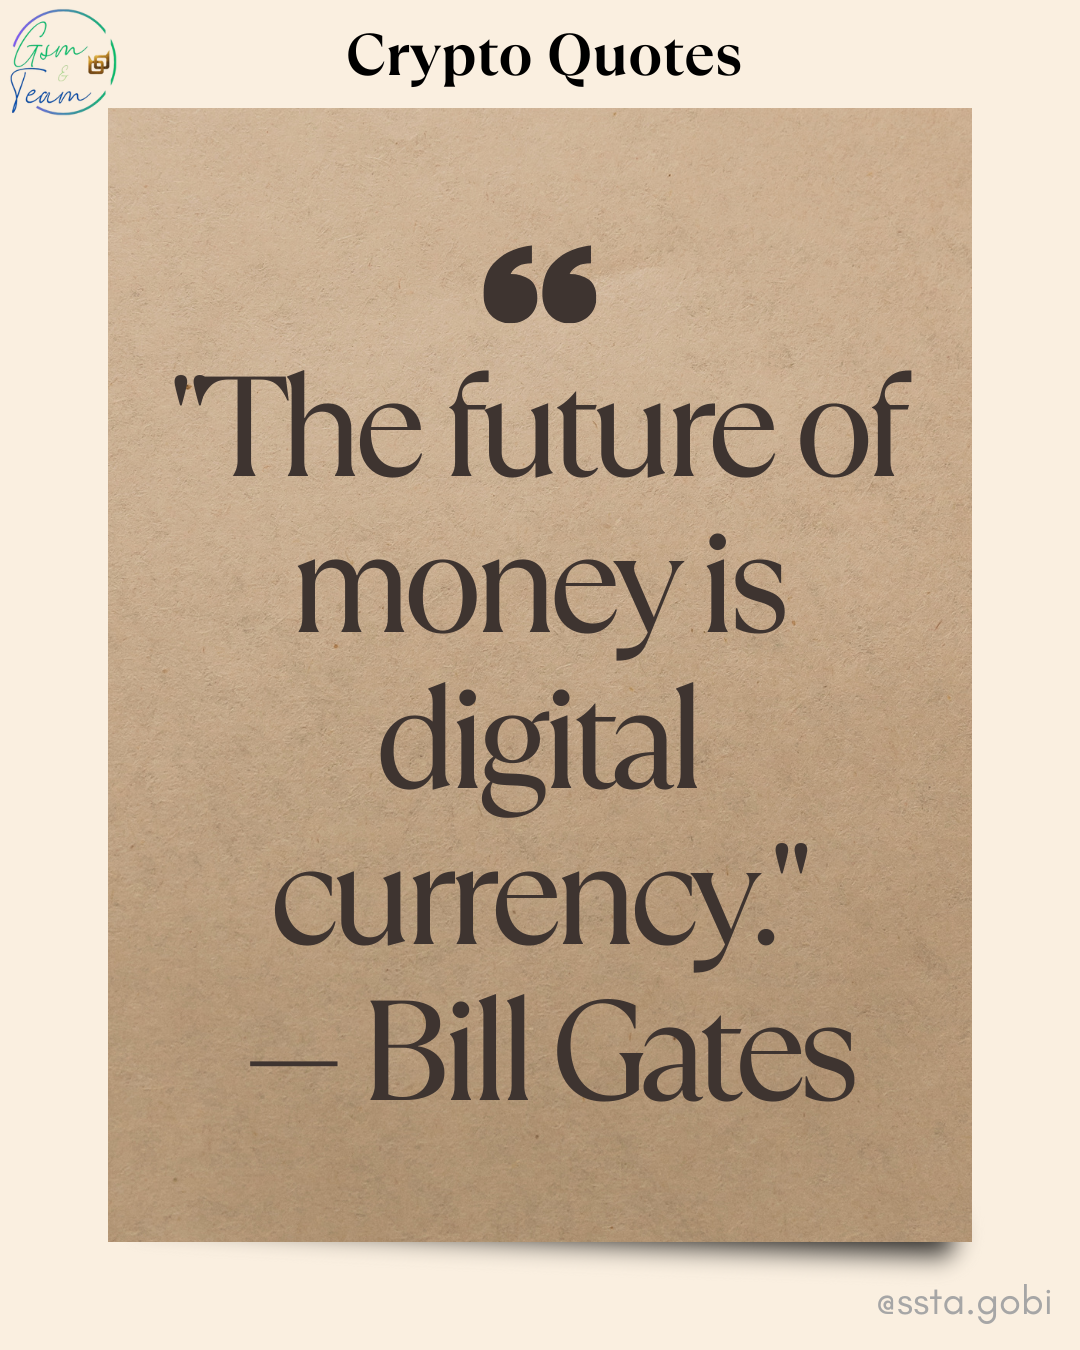 Gsm
&
Team
Crypto Quotes
“
"The future of
money is
digital
currency."
— Bill Gates
@ssta.gobi